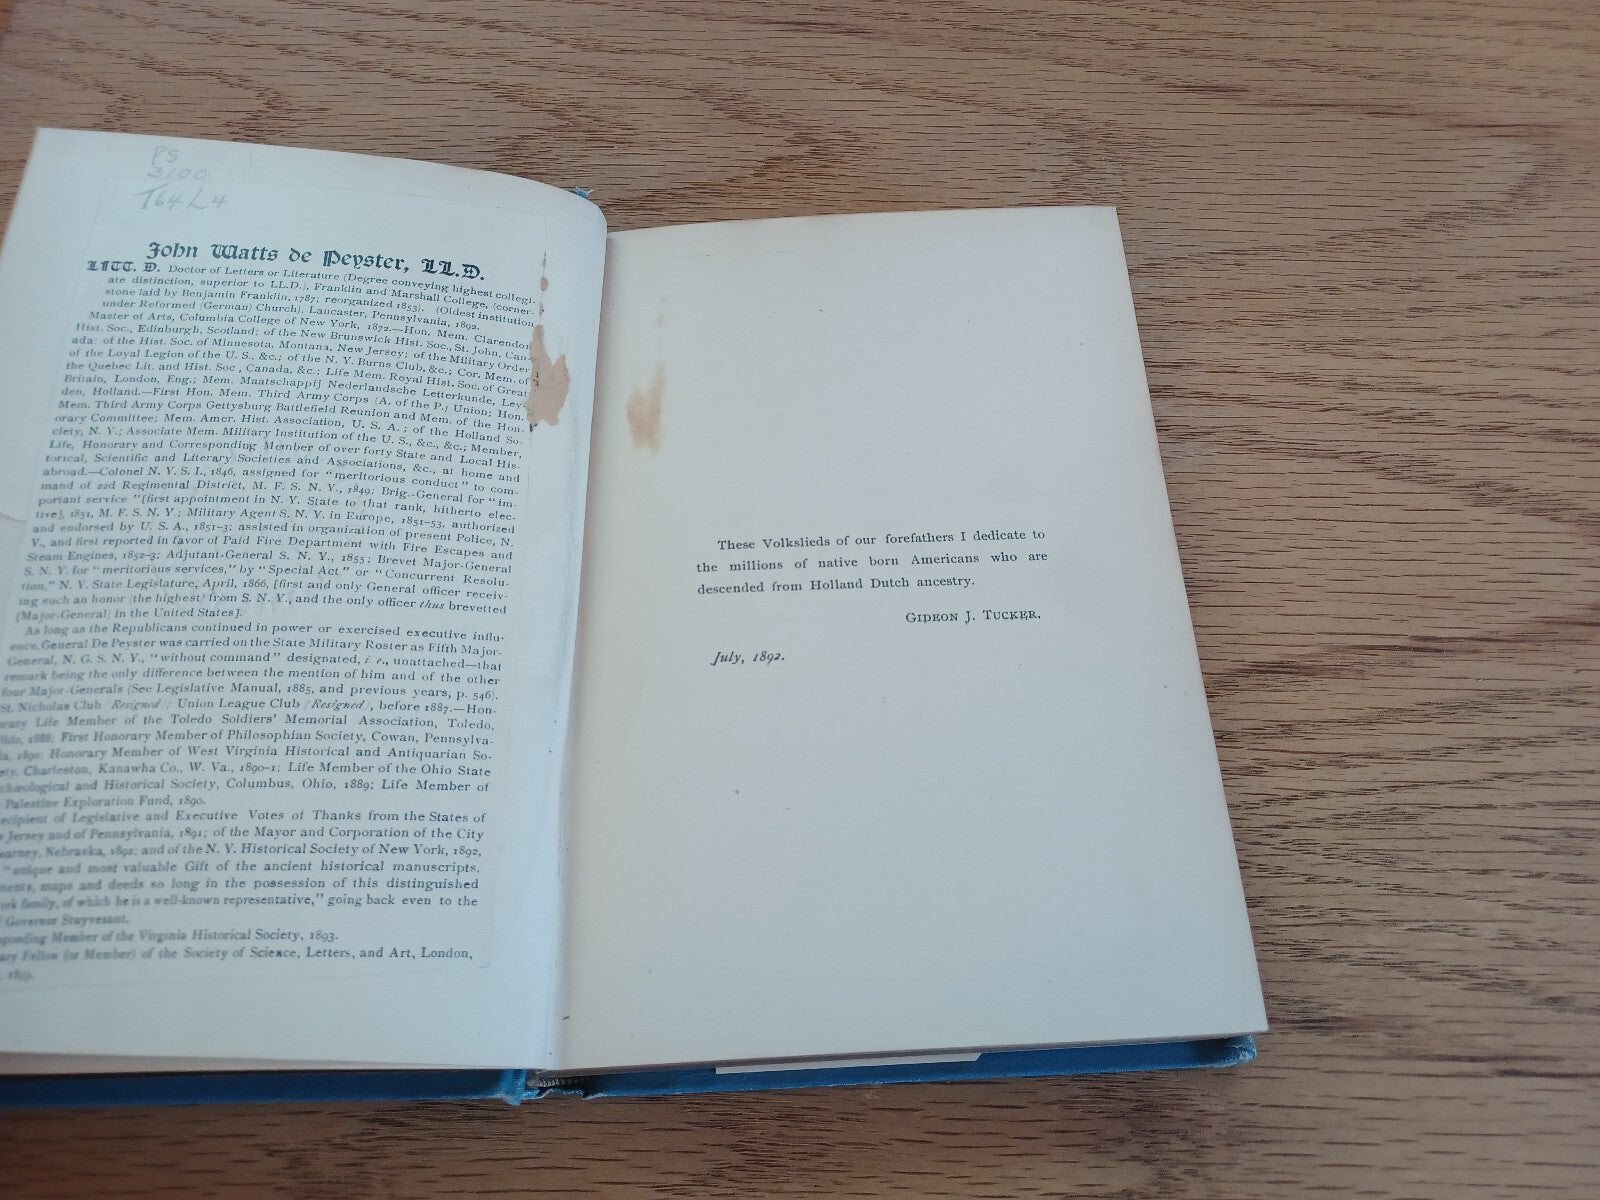 PS
3100
T64L4
John Watts de Peyster, LL.D.
LITT. D. Doctor of Letters or Literature (Degree conveying highest collegi-
ate distinction, superior to LL.D.), Franklin and Marshall College, (corner-
stone laid by Benjamin Franklin, 1787; reorganized 1853). (Oldest institution
under Reformed (German) Church). Lancaster, Pennsylvania, 1892.
Master of Arts, Columbia College of New York, 1872.—Hon. Mem. Clarendon
Hist. Soc., Edinburgh, Scotland; of the New Brunswick Hist. Soc., St. John, Can-
ada: of the Hist. Soc. of Minnesota, Montana, New Jersey; of the Military Order
of the Loyal Legion of the U. S., &c.; of the N. Y. Burns Club, &c.; Cor. Mem. of
the Quebec Lit. and Hist. Soc, Canada, &c.; Life Mem. Royal Hist. Soc. of Great
Britain, London, Eng.; Mem. Maatschappij Nederlandsche Letterkunde, Ley-
den, Holland.—First Hon. Mem. Third Army Corps (A. of the P.) Union; Hon.
Mem. Third Army Corps Gettysburg Battlefield Reunion and Mem. of the Hon-
orary Committee; Mem. Amer. Hist. Association, U. S. A.; of the Holland So-
ciety, N. Y.; Associate Mem. Military Institution of the U. S., &c., &c.; Member,
Life, Honorary and Corresponding Member of over forty State and Local His-
torical, Scientific and Literary Societies and Associations, &c., at home and
abroad.—Colonel N. Y. S. I., 1846, assigned for "meritorious conduct" to com-
mand of 22d Regimental District, M. F. S. N. Y., 1849; Brig.-General for "im-
portant service" [first appointment in N. Y. State to that rank, hitherto elec-
tive], 1851, M. F. S. N. Y; Military Agent S. N. Y. in Europe, 1851-53, authorized
and endorsed by U. S. A., 1851-3; assisted in organization of present Police, N.
Y., and first reported in favor of Paid Fire Department with Fire Escapes and
Steam Engines, 1852-3; Adjutant-General S. N. Y., 1855; Brevet Major-General
S. N. Y. for "meritorious services," by "Special Act" or "Concurrent Resolu-
tion," N. Y. State Legislature, April, 1866, [first and only General officer receiv-
ing such an honor (the highest) from S. N. Y., and the only officer thus brevetted
(Major-General) in the United States].
As long as the Republicans continued in power or exercised executive influ-
ence, General De Peyster was carried on the State Military Roster as Fifth Major-
General, N. G. S. N. Y., "without command" designated, i. e., unattached—that
remark being the only difference between the mention of him and of the other
four Major-Generals (See Legislative Manual, 1885, and previous years, p. 546).
St. Nicholas Club (Resigned); Union League Club (Resigned), before 1887.—Hon-
orary Life Member of the Toledo Soldiers' Memorial Association, Toledo,
Ohio, 1888; First Honorary Member of Philosophian Society, Cowan, Pennsylva-
ia, 1890; Honorary Member of West Virginia Historical and Antiquarian So-
ety, Charleston, Kanawha Co., W. Va., 1890-1; Life Member of the Ohio State
chæological and Historical Society, Columbus, Ohio, 1889; Life Member of
Palestine Exploration Fund, 1890.
ecipient of Legislative and Executive Votes of Thanks from the States of
Jersey and of Pennsylvania, 1891; of the Mayor and Corporation of the City
earney, Nebraska, 1892; and of the N. Y. Historical Society of New York, 1892,
"unique and most valuable Gift of the ancient historical manuscripts,
ments, maps and deeds so long in the possession of this distinguished
ork family, of which he is a well-known representative," going back even to the
Governor Stuyvesant.
sponding Member of the Virginia Historical Society, 1893.
ary Fellow (or Member) of the Society of Science, Letters, and Art, London,
1893.
These Volkslieds of our forefathers I dedicate to
the millions of native born Americans who are
descended from Holland Dutch ancestry.
GIDEON J. TUCKER.
July, 1892.